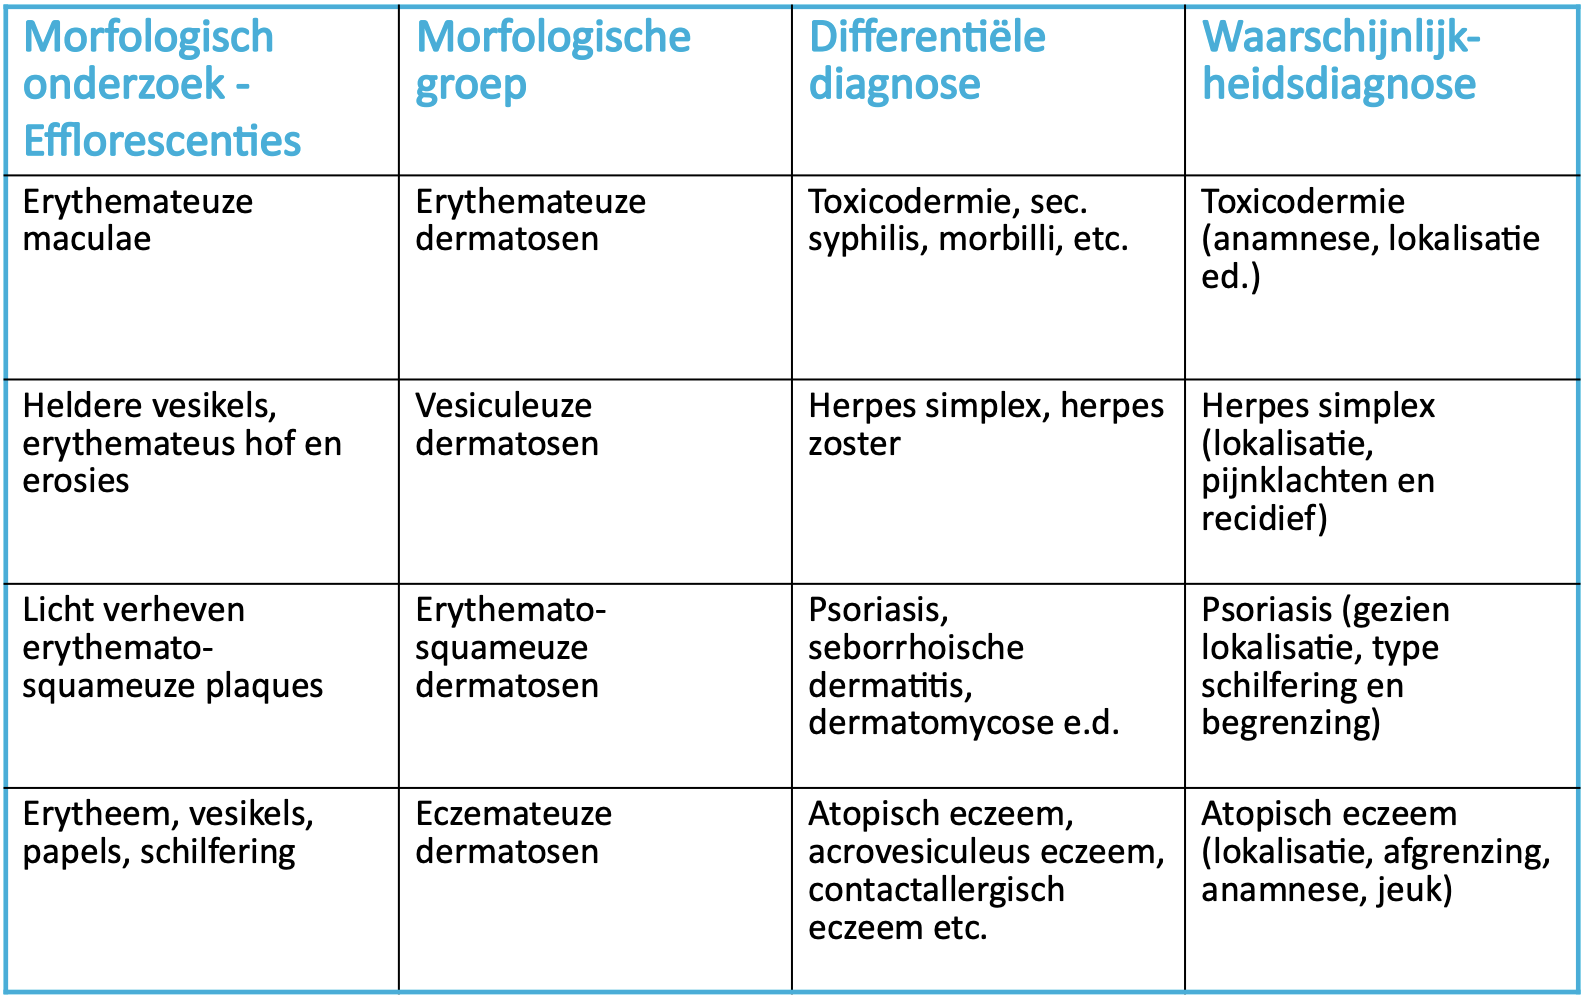 Morfologisch
onderzoek -
Efflorescenties
Morfologische
groep
Differentiële
diagnose
Waarschijnlijk-
heidsdiagnose
Erythemateuze
maculae
Erythemateuze
dermatosen
Toxicodermie, sec.
syphilis, morbilli, etc.
Toxicodermie
(anamnese, lokalisatie
ed.)
Heldere vesikels,
erythemateus hof en
erosies
Vesiculeuze
dermatosen
Herpes simplex, herpes
zoster
Herpes simplex
(lokalisatie,
pijnklachten en
recidief)
Licht verheven
erythemato-
squameuze plaques
Erythemato-
squameuze
dermatosen
Psoriasis,
seborrhoische
dermatitis,
dermatomycose e.d.
Psoriasis (gezien
lokalisatie, type
schilfering en
begrenzing)
Erytheem, vesikels,
papels, schilfering
Eczemateuze
dermatosen
Atopisch eczeem,
acrovesiculeus eczeem,
contactallergisch
eczeem etc.
Atopisch eczeem
(lokalisatie, afgrenzing,
anamnese, jeuk)